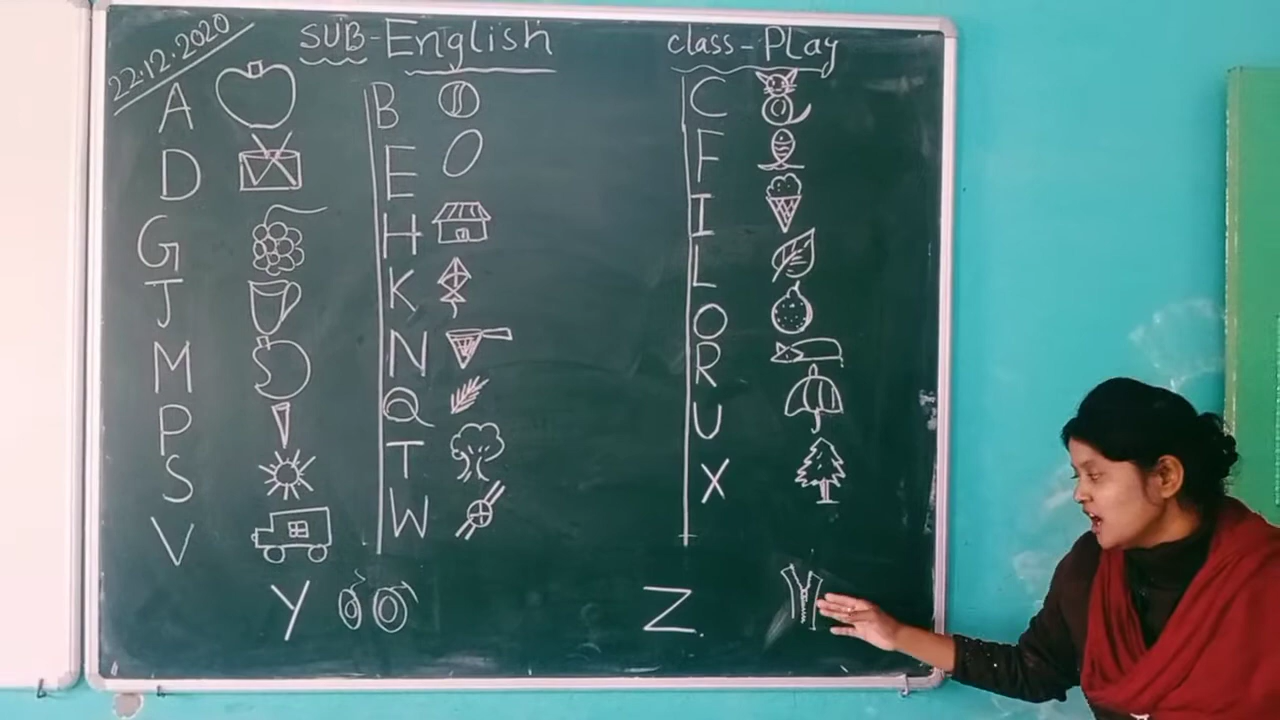 22.12.2020
SUB-English
class-Play
A B C
D E F
G H I
J K L
M N O
P Q R
S T U
V W X
Y Z.